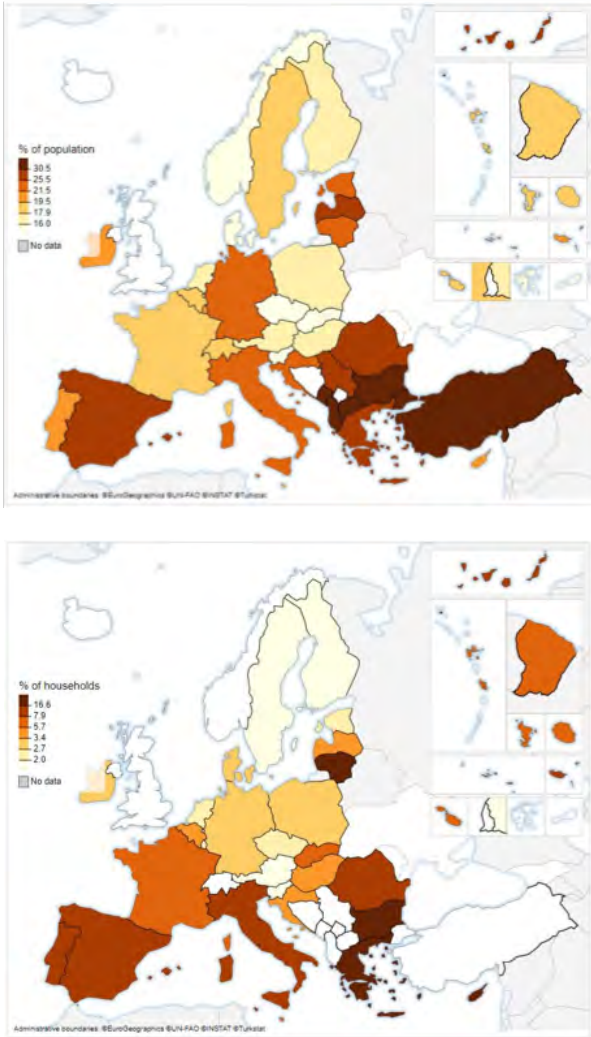 % of population
30.5
25.5
21.5
19.5
17.9
16.0
No data
Administrative boundaries: ©EuroGeographics ©UN-FAO ©INSTAT ©Turkstat
% of households
16.6
7.9
5.7
3.4
2.7
2.0
No data
Administrative boundaries: ©EuroGeographics ©UN-FAO ©INSTAT ©Turkstat